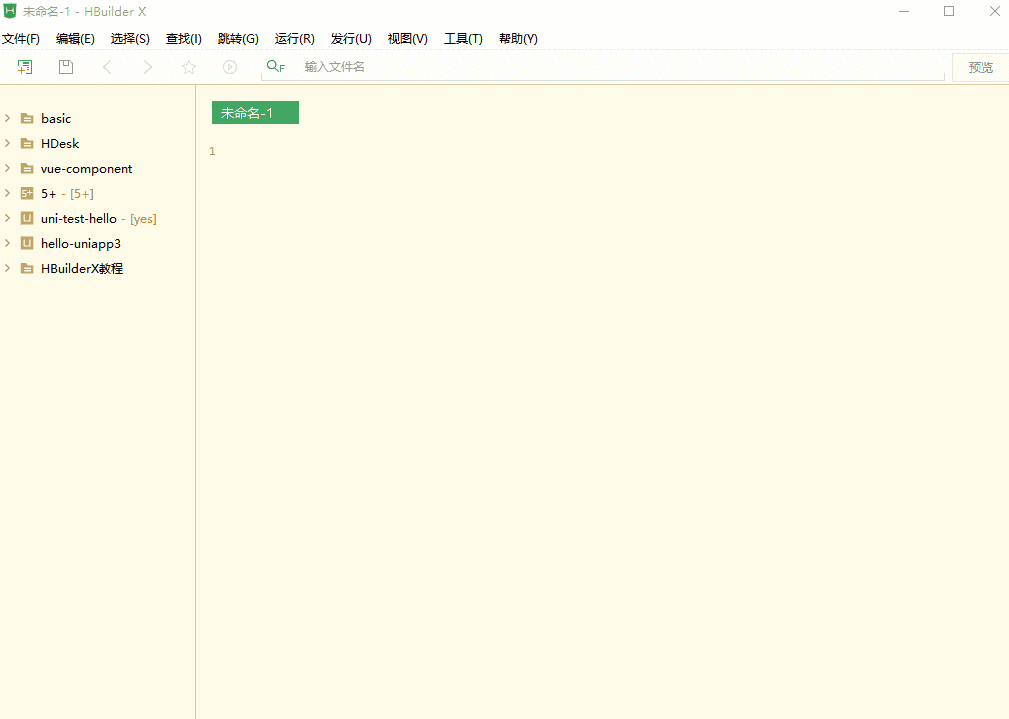 未命名-1 - HBuilder X
文件(F) 编辑(E) 选择(S) 查找(I) 跳转(G) 运行(R) 发行(U) 视图(V) 工具(T) 帮助(Y)
输入文件名 预览
basic
HDesk
vue-component
5+ - [5+]
uni-test-hello - [yes]
hello-uniapp3
HBuilderX教程
未命名-1
1